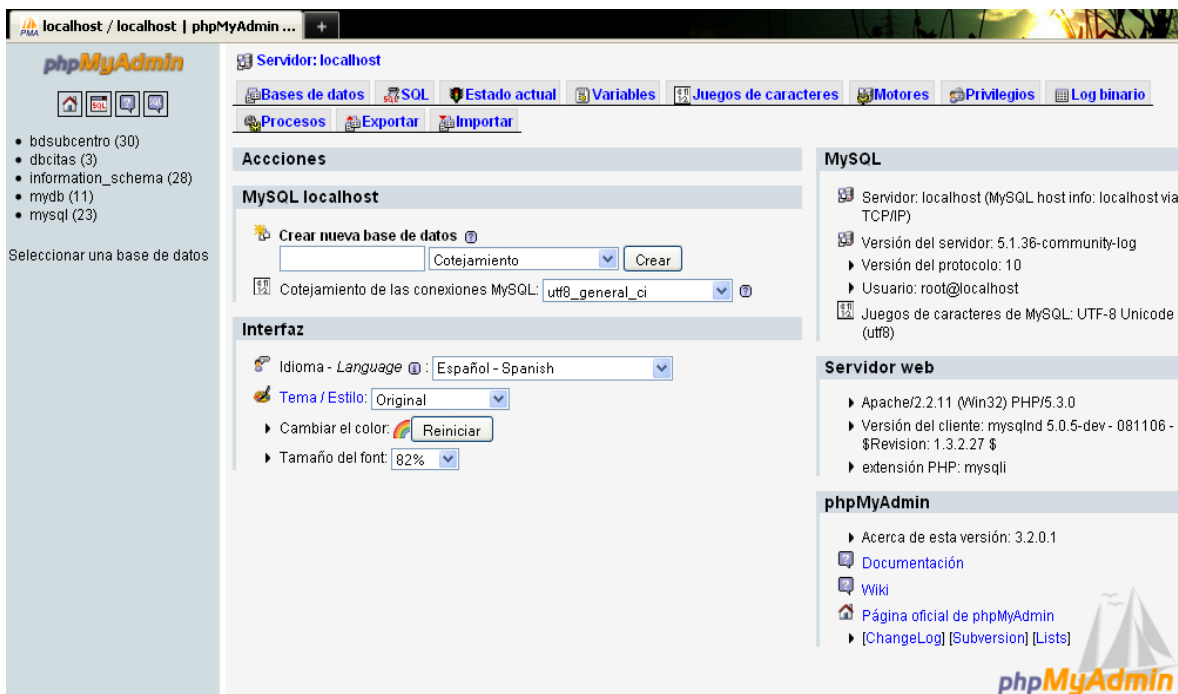 localhost / localhost | phpMyAdmin ...
+
PMA
phpMyAdmin
SQL
bdsubcentro (30)
dbcitas (3)
information_schema (28)
mydb (11)
mysql (23)
Seleccionar una base de datos
Servidor: localhost
Bases de datos SQL Estado actual Variables Juegos de caracteres Motores Privilegios Log binario
Procesos Exportar Importar
Accciones
MySQL localhost
Crear nueva base de datos
Cotejamiento Crear
Cotejamiento de las conexiones MySQL: utf8_general_ci
Interfaz
Idioma - Language : Español - Spanish
Tema / Estilo: Original
Cambiar el color: Reiniciar
Tamaño del font: 82%
MySQL
Servidor: localhost (MySQL host info: localhost via
TCP/IP)
Versión del servidor: 5.1.36-community-log
Versión del protocolo: 10
Usuario: root@localhost
Juegos de caracteres de MySQL: UTF-8 Unicode
(utf8)
Servidor web
Apache/2.2.11 (Win32) PHP/5.3.0
Versión del cliente: mysqlnd 5.0.5-dev - 081106 -
$Revision: 1.3.2.27 $
extensión PHP: mysqli
phpMyAdmin
Acerca de esta versión: 3.2.0.1
Documentación
Wiki
Página oficial de phpMyAdmin
[ChangeLog] [Subversion] [Lists]
phpMyAdmin